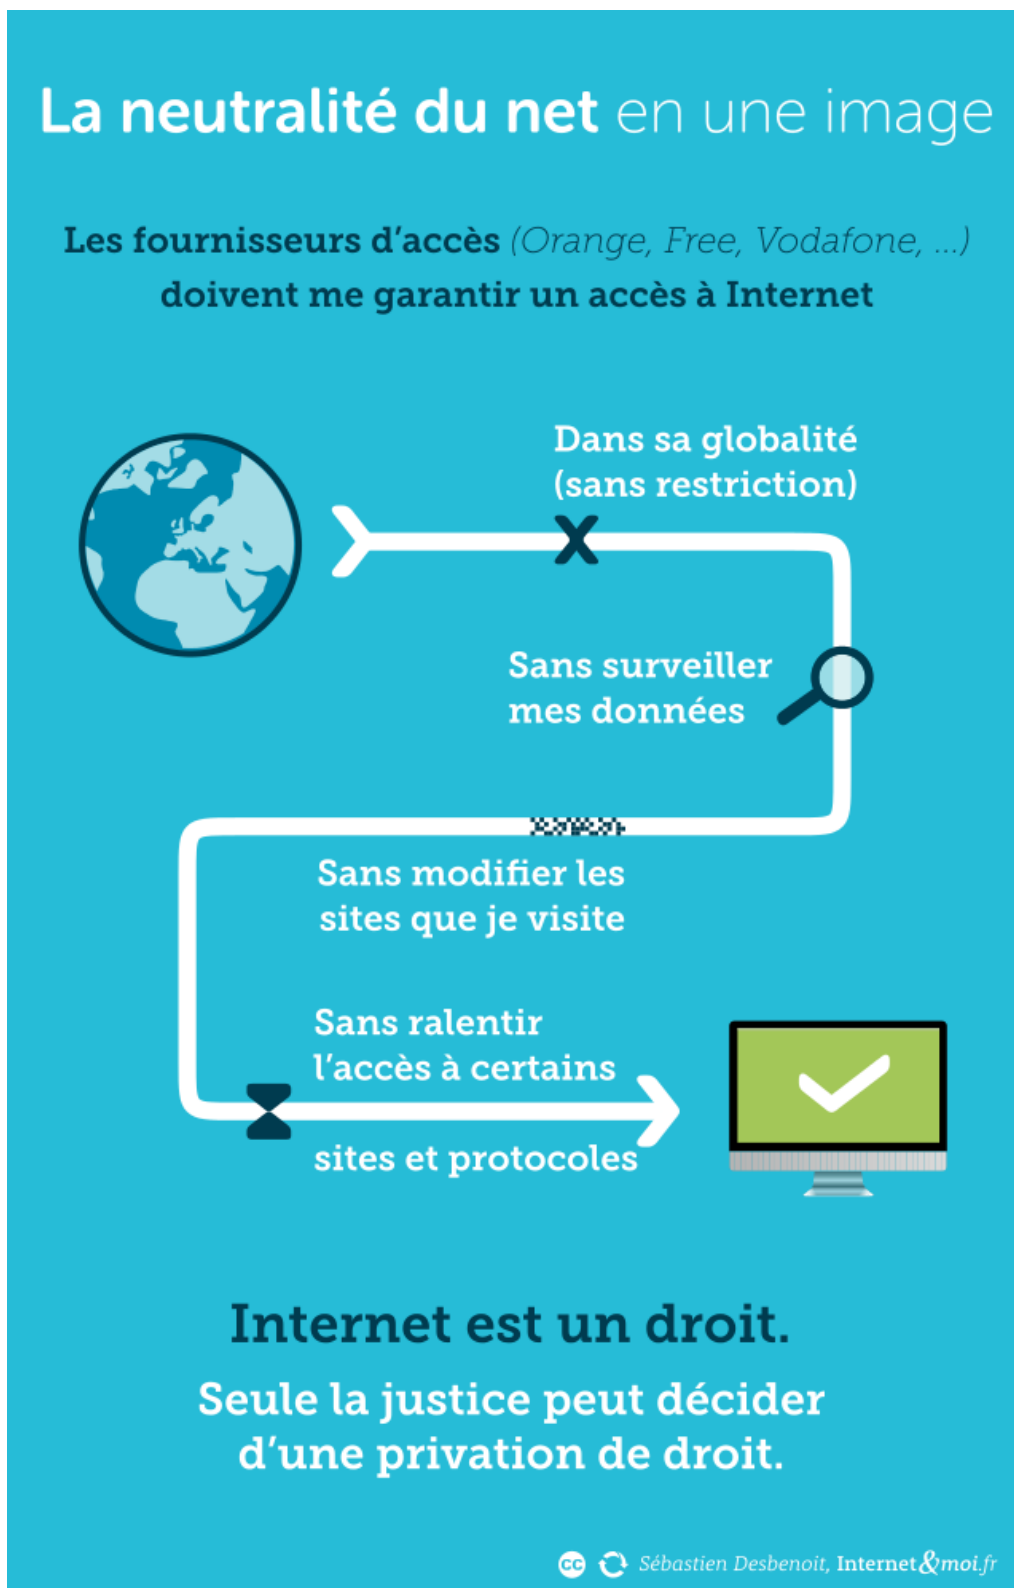 La neutralité du net en une image
Les fournisseurs d'accès (Orange, Free, Vodafone, ...)
doivent me garantir un accès à Internet
Dans sa globalité
(sans restriction)
Sans surveiller
mes données
Sans modifier les
sites que je visite
Sans ralentir
l'accès à certains
sites et protocoles
Internet est un droit.
Seule la justice peut décider
d'une privation de droit.
cc Sébastien Desbenoit, Internet&moi.fr